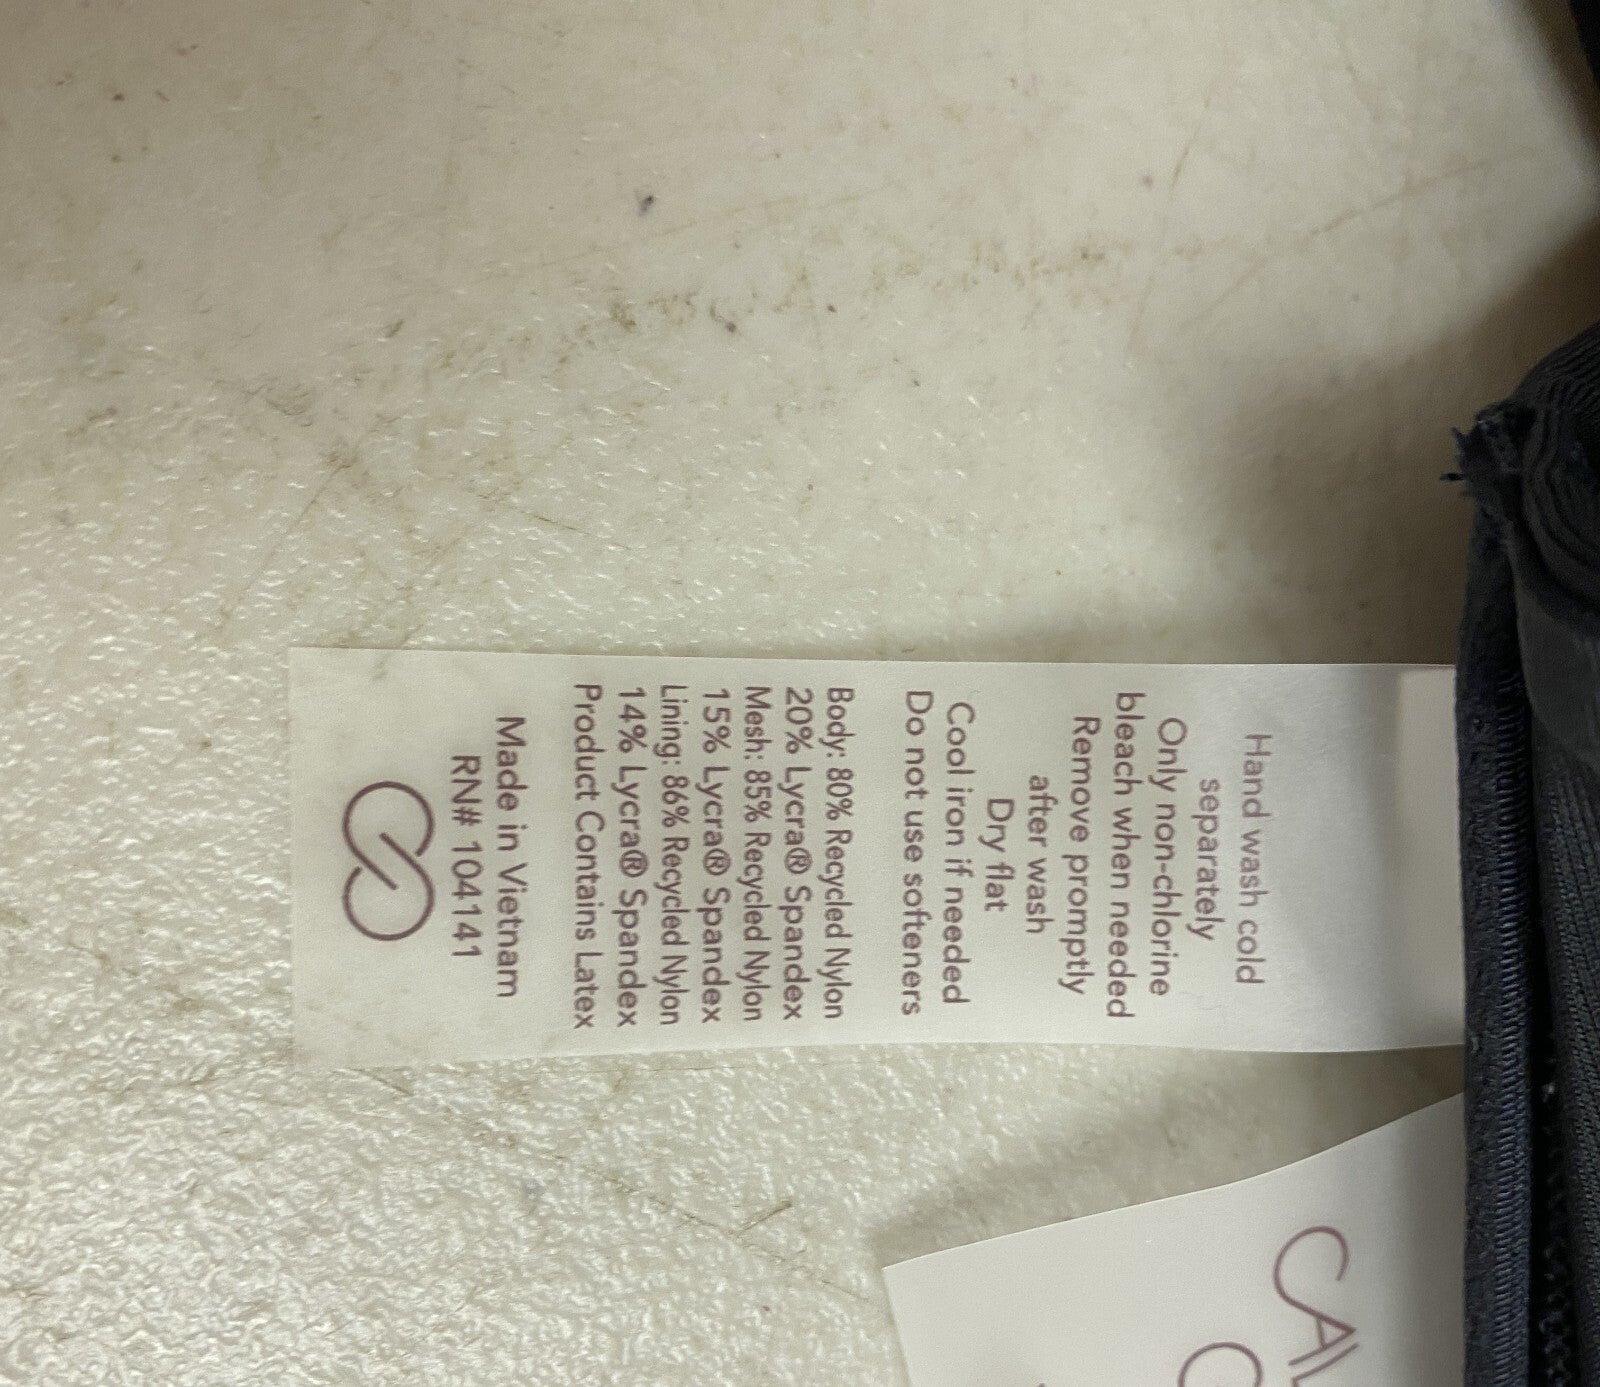 Hand wash cold
separately
Only non-chlorine
bleach when needed
Remove promptly
after wash
Dry flat
Cool iron if needed
Do not use softeners
Body: 80% Recycled Nylon
20% Lycra® Spandex
Mesh: 85% Recycled Nylon
15% Lycra® Spandex
Lining: 86% Recycled Nylon
14% Lycra® Spandex
Product Contains Latex
Made in Vietnam
RN# 104141